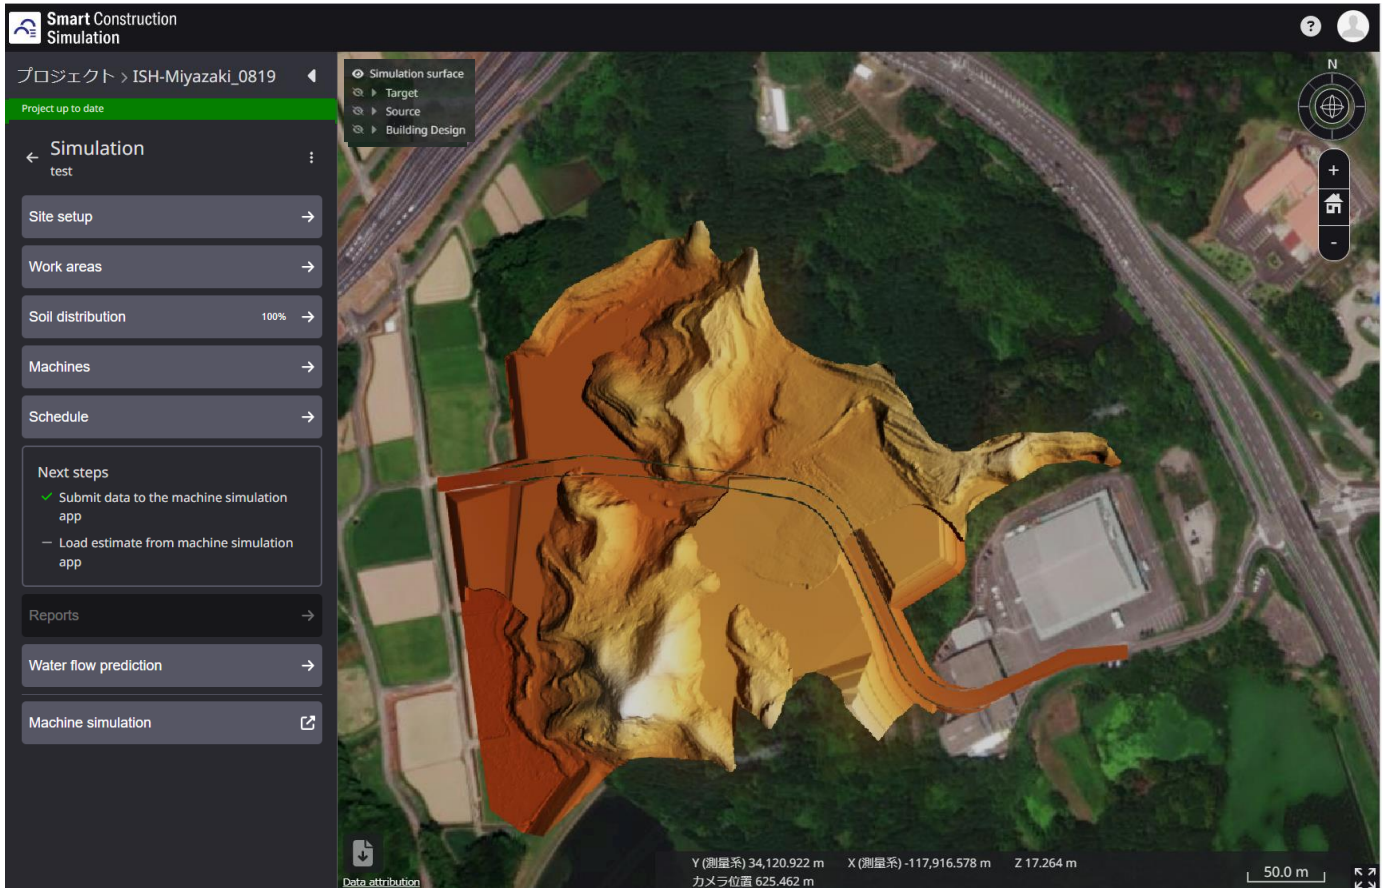 Smart Construction
Simulation
?
プロジェクト > ISH-Miyazaki_0819
Project up to date
Simulation
test
Site setup
Work areas
Soil distribution 100%
Machines
Schedule
Next steps
Submit data to the machine simulation
app
Load estimate from machine simulation
app
Reports
Water flow prediction
Machine simulation
Simulation surface
Target
Source
Building Design
N
+
-
Data attribution
Y (測量系) 34,120.922 m X (測量系) -117,916.578 m Z 17.264 m
カメラ位置 625.462 m
50.0 m